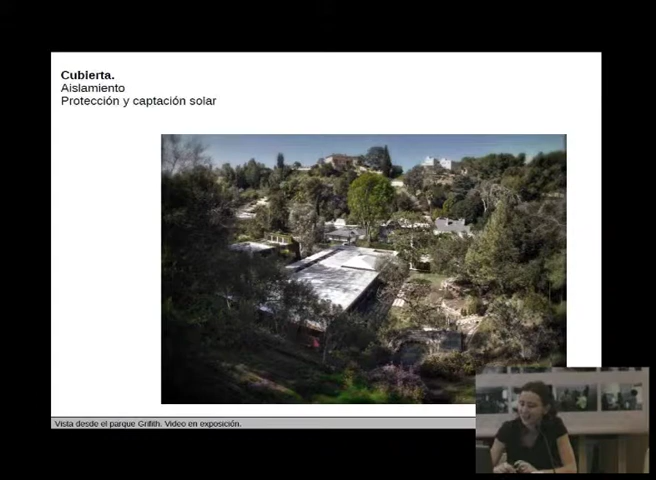 Cubierta.
Aislamiento
Protección y captación solar
Vista desde el parque Grifith. Video en exposición.